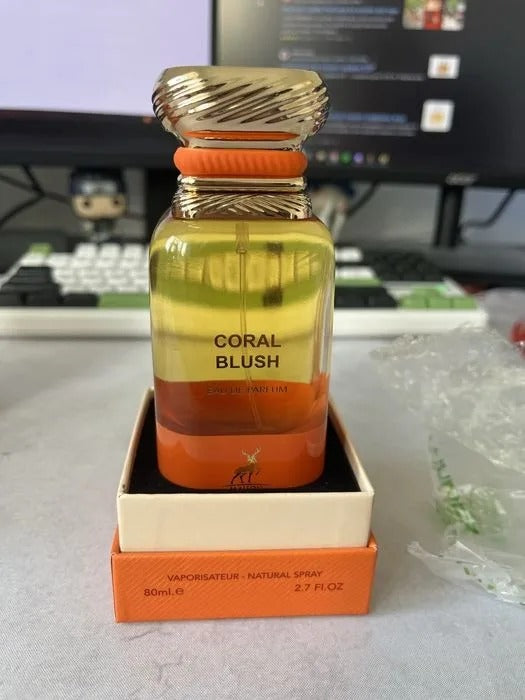 CORAL
BLUSH
EAU DE PARFUM
VAPORISATEUR - NATURAL SPRAY
80ml.e 2.7 Fl.OZ